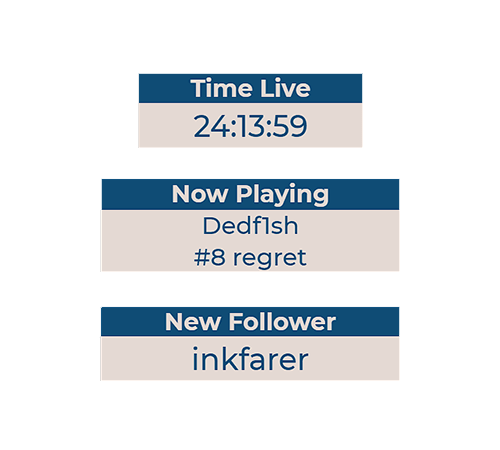 Time Live
24:13:59
Now Playing
Dedf1sh
#8 regret
New Follower
inkfarer